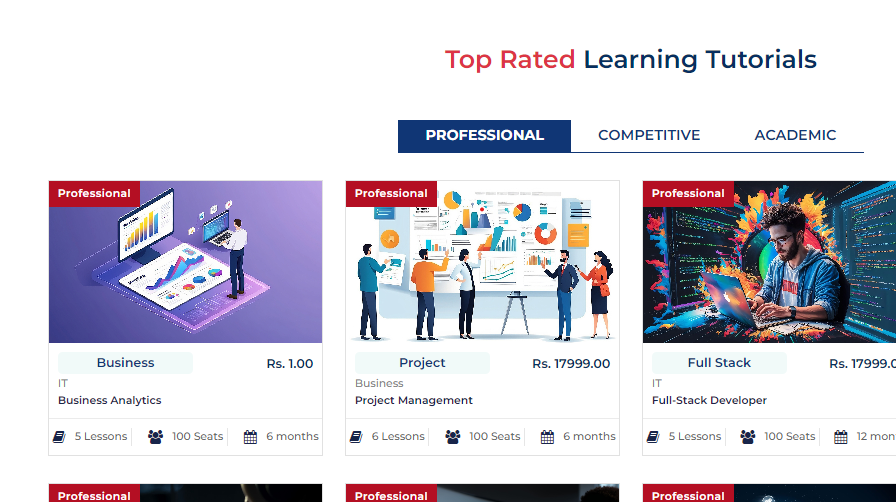 Top Rated Learning Tutorials
PROFESSIONAL COMPETITIVE ACADEMIC
Professional Professional Professional
Business Rs. 1.00
IT
Business Analytics
5 Lessons 100 Seats 6 months
Project Rs. 17999.00
Business
Project Management
6 Lessons 100 Seats 6 months
Full Stack Rs. 17999.0
IT
Full-Stack Developer
5 Lessons 100 Seats 12 mon
Professional Professional Professional